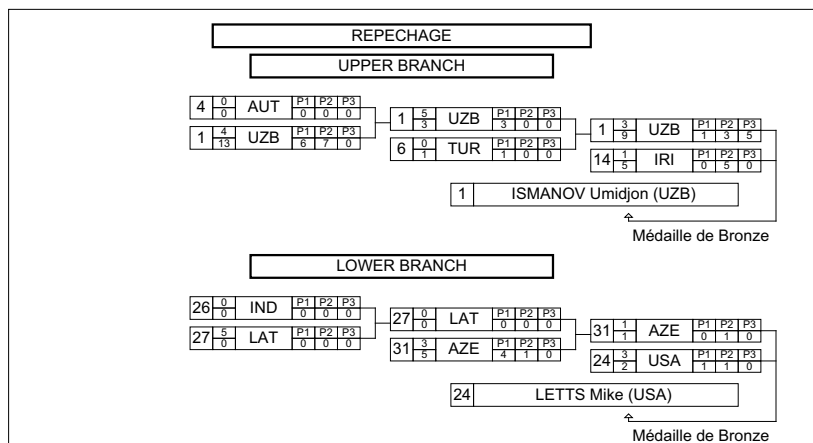 REPECHAGE
UPPER BRANCH
4 0 0 AUT P1 P2 P3 0 0 0
1 4 13 UZB P1 P2 P3 6 7 0
1 5 3 UZB P1 P2 P3 3 0 0
6 0 1 TUR P1 P2 P3 1 0 0
1 3 9 UZB P1 P2 P3 1 3 5
14 1 5 IRI P1 P2 P3 0 5 0
1 ISMANOV Umidjon (UZB)
Médaille de Bronze
LOWER BRANCH
26 0 0 IND P1 P2 P3 0 0 0
27 5 0 LAT P1 P2 P3 0 0 0
27 0 0 LAT P1 P2 P3 0 0 0
31 3 5 AZE P1 P2 P3 4 1 0
31 1 1 AZE P1 P2 P3 0 1 0
24 3 2 USA P1 P2 P3 1 1 0
24 LETTS Mike (USA)
Médaille de Bronze